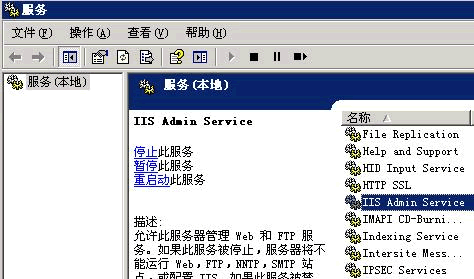 服务
文件(F) 操作(A) 查看(V) 帮助(H)
服务(本地)
服务(本地)
IIS Admin Service
停止此服务
暂停此服务
重启动此服务
描述:
允许此服务器管理 Web 和 FTP 服
务。如果此服务被停止,服务器将不
能运行 Web,FTP,NNTP,SMTP 站
点,或配置 IIS。如果此服务被禁
名称
File Replication
Help and Support
HID Input Service
HTTP SSL
IIS Admin Service
IMAPI CD-Burni...
Indexing Service
Intersite Mess...
IPSEC Services